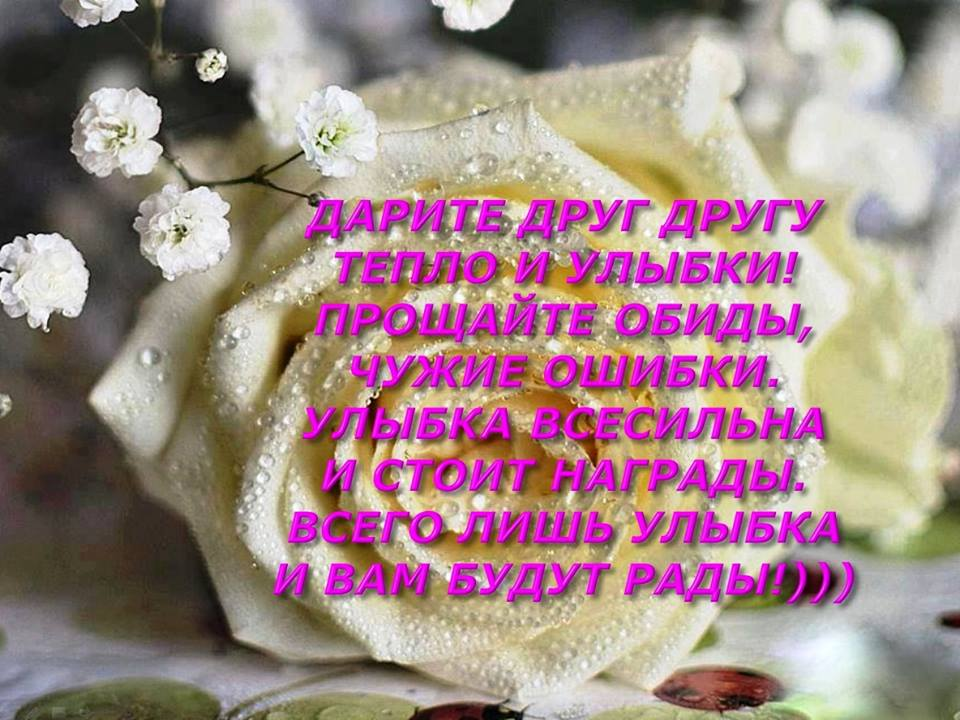 ДАРИТЕ ДРУГ ДРУГУ
ТЕПЛО И УЛЫБКИ!
ПРОЩАЙТЕ ОБИДЫ,
ЧУЖИЕ ОШИБКИ.
УЛЫБКА ВСЕСИЛЬНА
И СТОИТ НАГРАДЫ.
ВСЕГО ЛИШЬ УЛЫБКА
И ВАМ БУДУТ РАДЫ!)))